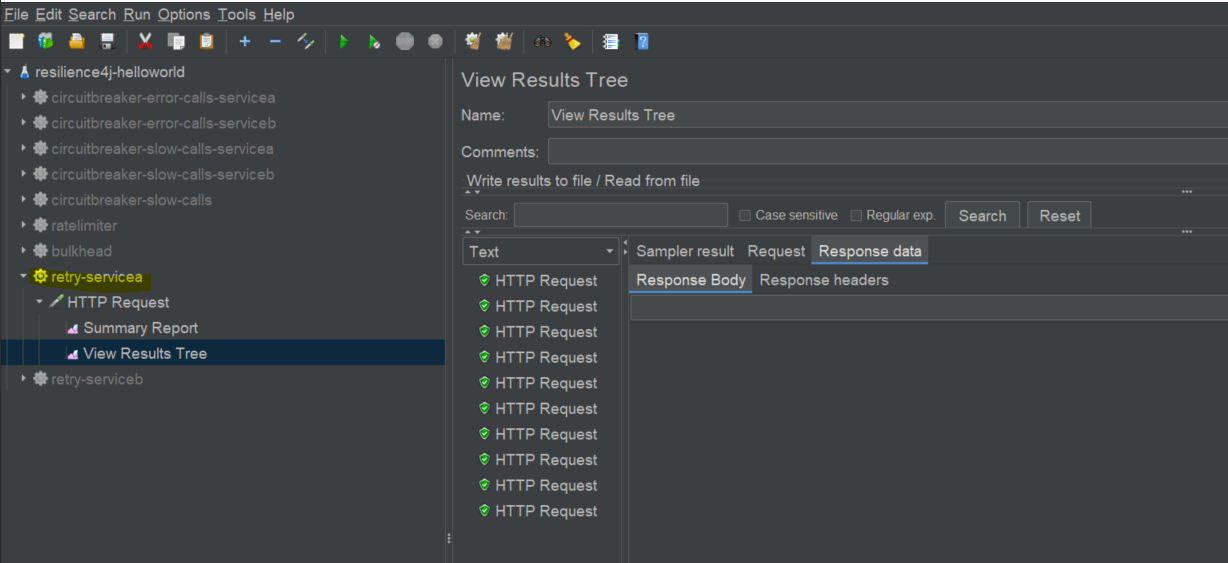 File Edit Search Run Options Tools Help
resilience4j-helloworld
circuitbreaker-error-calls-servicea
circuitbreaker-error-calls-serviceb
circuitbreaker-slow-calls-servicea
circuitbreaker-slow-calls-serviceb
circuitbreaker-slow-calls
ratelimiter
bulkhead
retry-servicea
HTTP Request
Summary Report
View Results Tree
retry-serviceb
View Results Tree
Name: View Results Tree
Comments:
Write results to file / Read from file
Search: Case sensitive Regular exp. Search Reset
Text
HTTP Request
HTTP Request
HTTP Request
HTTP Request
HTTP Request
HTTP Request
HTTP Request
HTTP Request
HTTP Request
HTTP Request
Sampler result Request Response data
Response Body Response headers